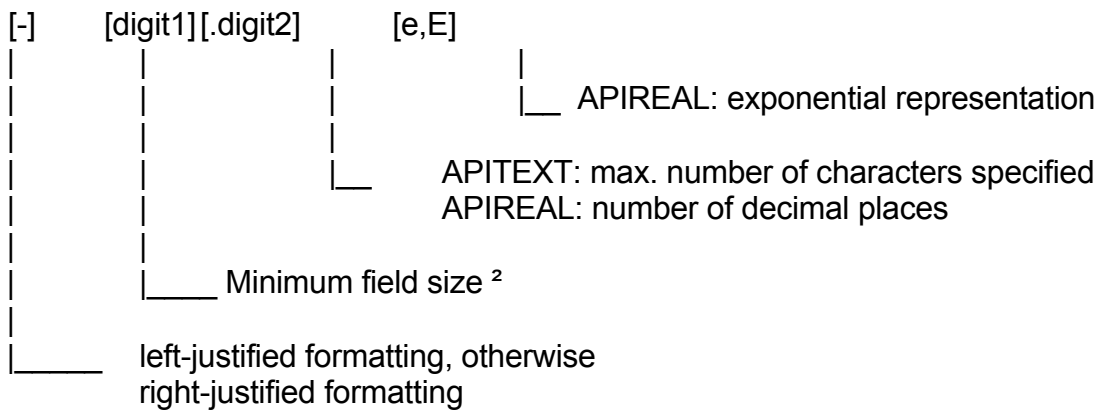 [-] [digit1][.digit2] [e,E]
APIREAL: exponential representation
APITEXT: max. number of characters specified
APIREAL: number of decimal places
Minimum field size ²
left-justified formatting, otherwise
right-justified formatting